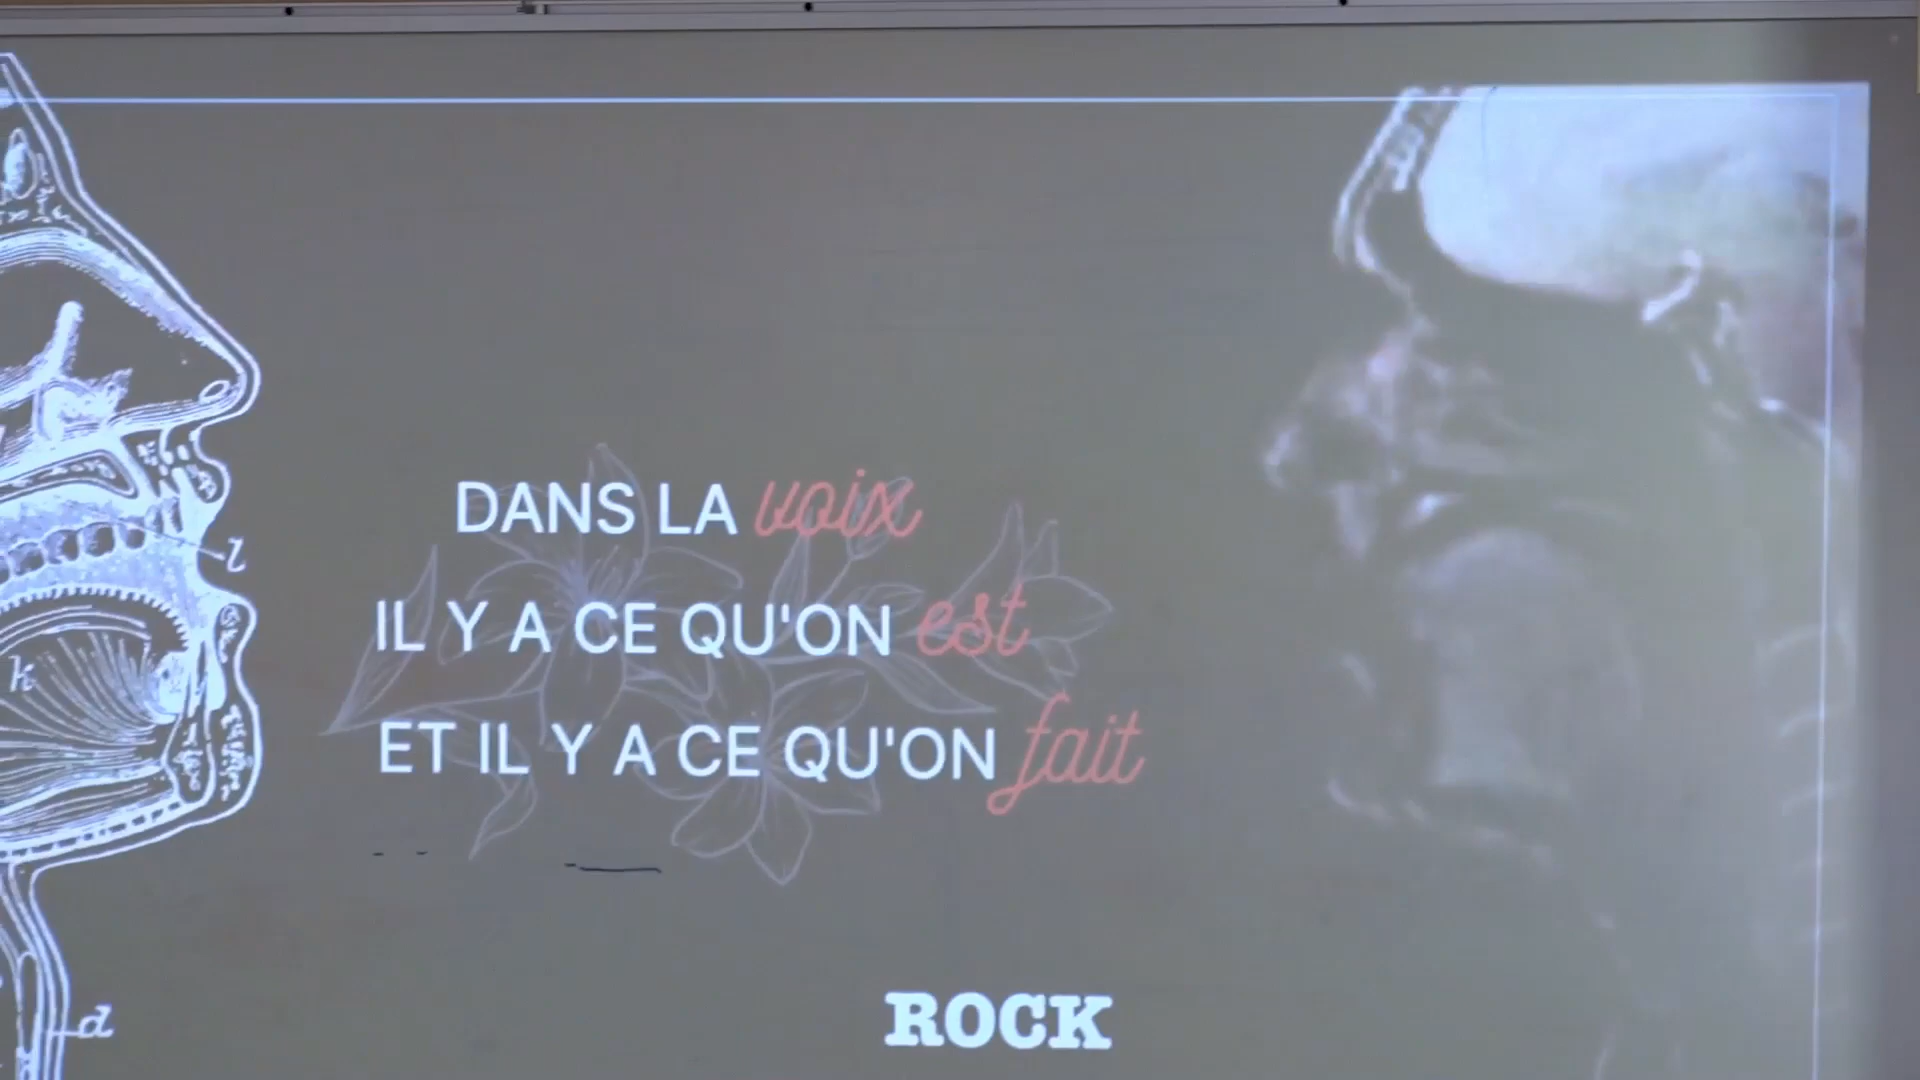 DANS LA voix
IL Y A CE QU'ON est
ET IL Y A CE QU'ON fait
l
k
d
ROCK